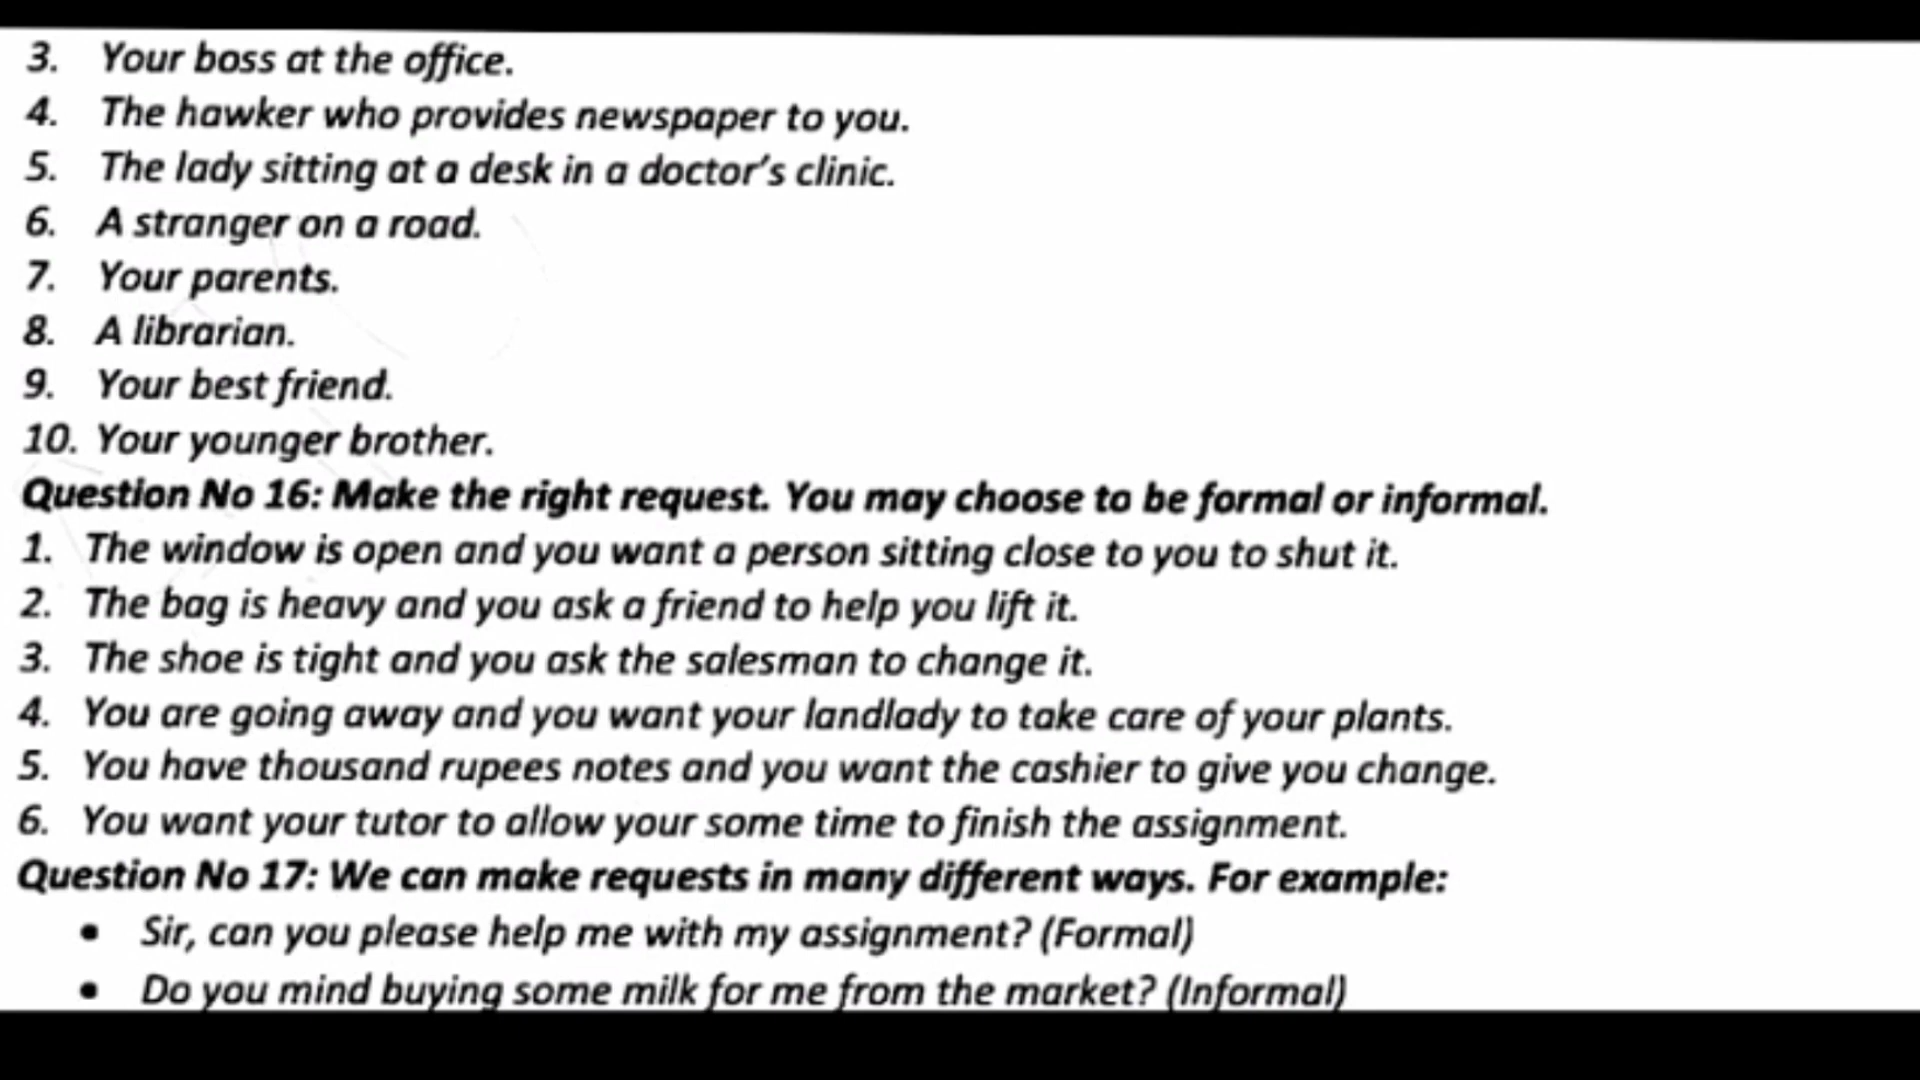 3. Your boss at the office.
4. The hawker who provides newspaper to you.
5. The lady sitting at a desk in a doctor's clinic.
6. A stranger on a road.
7. Your parents.
8. A librarian.
9. Your best friend.
10. Your younger brother.
Question No 16: Make the right request. You may choose to be formal or informal.
1. The window is open and you want a person sitting close to you to shut it.
2. The bag is heavy and you ask a friend to help you lift it.
3. The shoe is tight and you ask the salesman to change it.
4. You are going away and you want your landlady to take care of your plants.
5. You have thousand rupees notes and you want the cashier to give you change.
6. You want your tutor to allow your some time to finish the assignment.
Question No 17: We can make requests in many different ways. For example:
• Sir, can you please help me with my assignment? (Formal)
• Do you mind buying some milk for me from the market? (Informal)